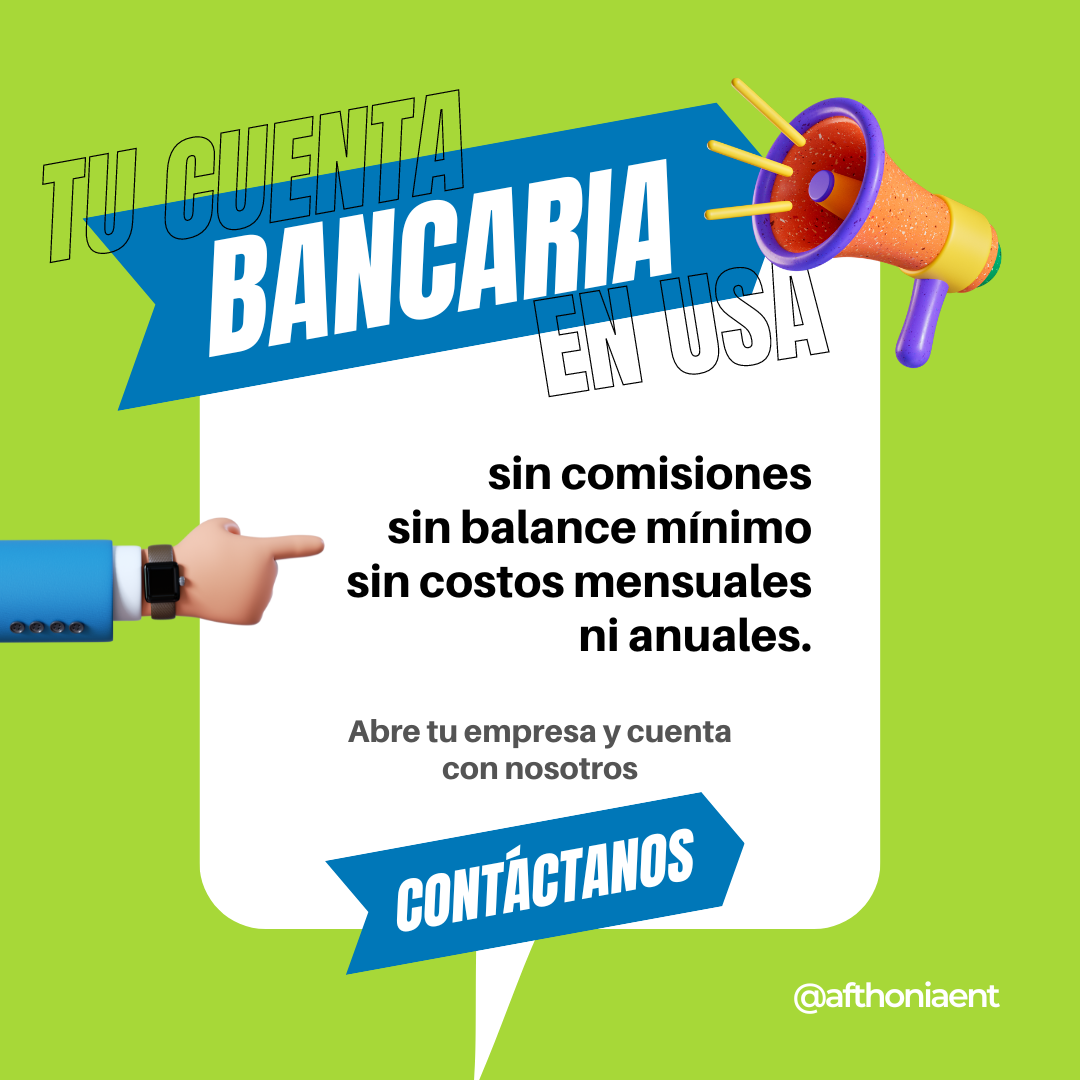 TU CUENTA
BANCARIA
EN USA
sin comisiones
sin balance mínimo
sin costos mensuales
ni anuales.
Abre tu empresa y cuenta
con nosotros
CONTÁCTANOS
@afthoniaent